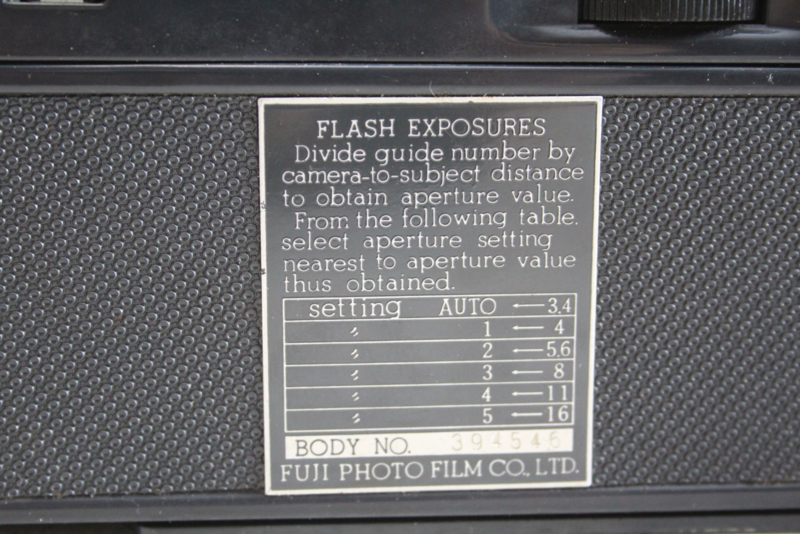 FLASH EXPOSURES
Divide guide number by
camera-to-subject distance
to obtain aperture value.
From the following table.
select aperture setting
nearest to aperture value
thus obtained.
setting AUTO ← 3.4
〃 1 ← 4
〃 2 ← 5.6
〃 3 ← 8
〃 4 ← 11
〃 5 ← 16
BODY NO. 394546
FUJI PHOTO FILM CO., LTD.